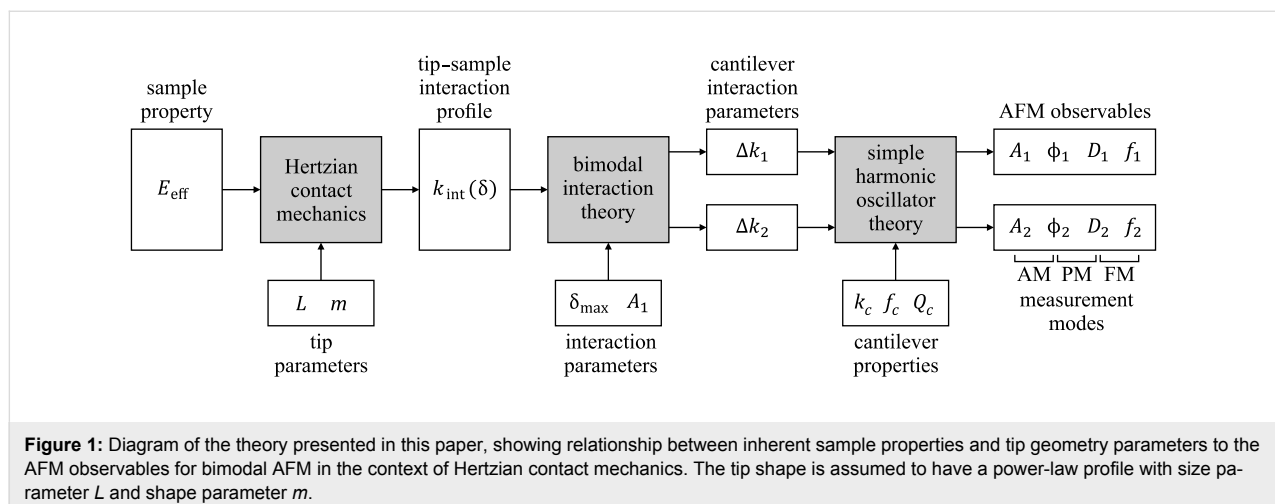 sample
property
E_eff
Hertzian
contact
mechanics
L m
tip
parameters
tip–sample
interaction
profile
k_int(δ)
bimodal
interaction
theory
δ_max A_1
interaction parameters
cantilever
interaction
parameters
Δk_1
Δk_2
simple
harmonic
oscillator
theory
k_c f_c Q_c
cantilever
properties
AFM observables
A_1 ϕ_1 D_1 f_1
A_2 ϕ_2 D_2 f_2
AM PM FM
measurement
modes
Figure 1: Diagram of the theory presented in this paper, showing relationship between inherent sample properties and tip geometry parameters to the
AFM observables for bimodal AFM in the context of Hertzian contact mechanics. The tip shape is assumed to have a power-law profile with size pa-
rameter L and shape parameter m.